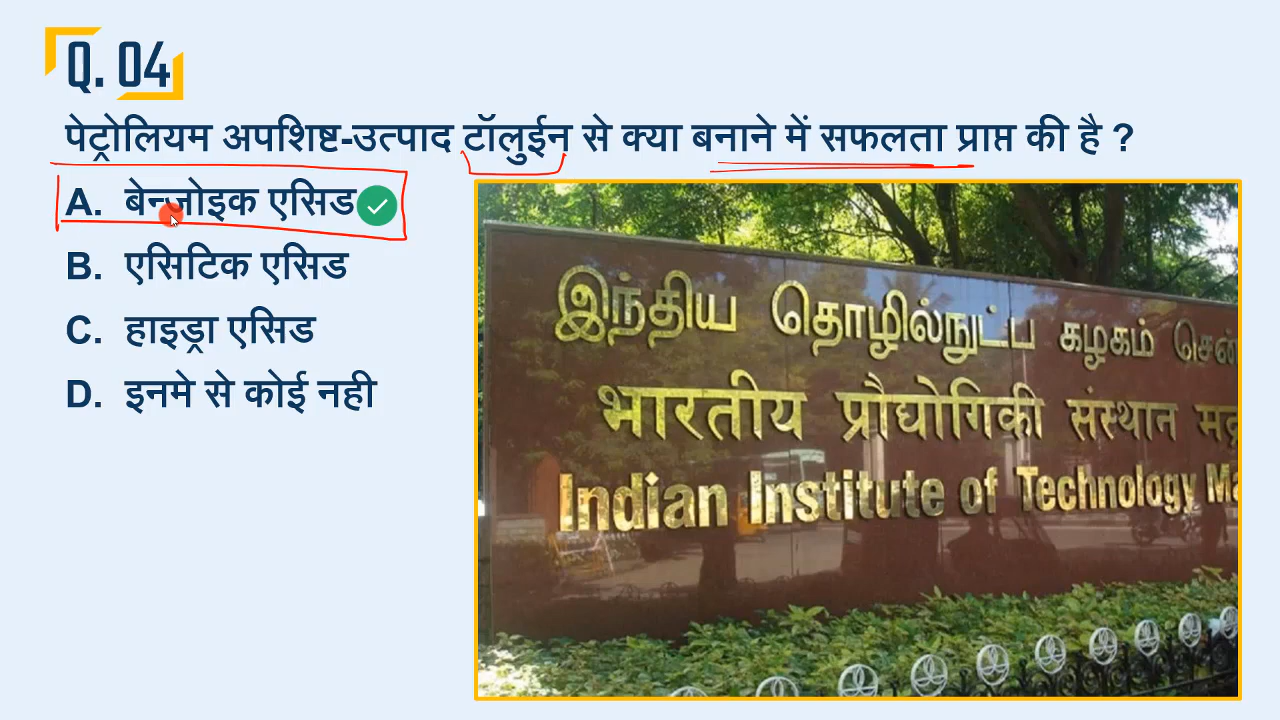 Q. 04
पेट्रोलियम अपशिष्ट-उत्पाद टॉलुईन से क्या बनाने में सफलता प्राप्त की है ?
A. बेन्जोइक एसिड
B. एसिटिक एसिड
C. हाइड्रा एसिड
D. इनमे से कोई नही
இந்திய தொழில்நுட்ப கழகம்
भारतीय प्रौद्योगिकी संस्थान
Indian Institute of Technology